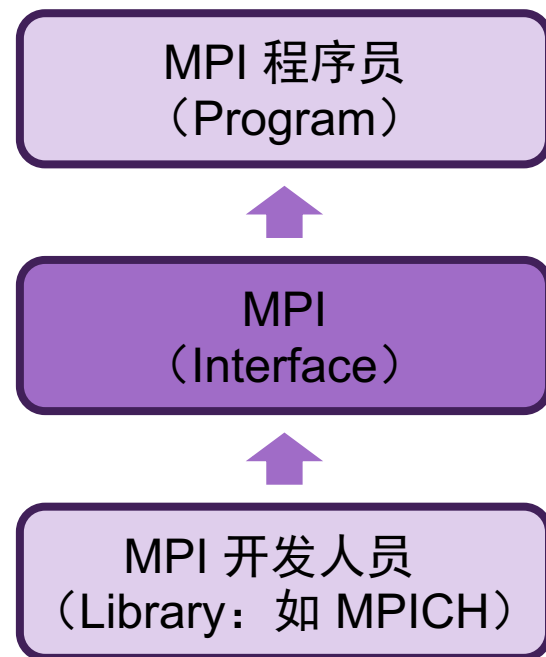 MPI 程序员
（Program）
MPI
（Interface）
MPI 开发人员
（Library：如 MPICH）